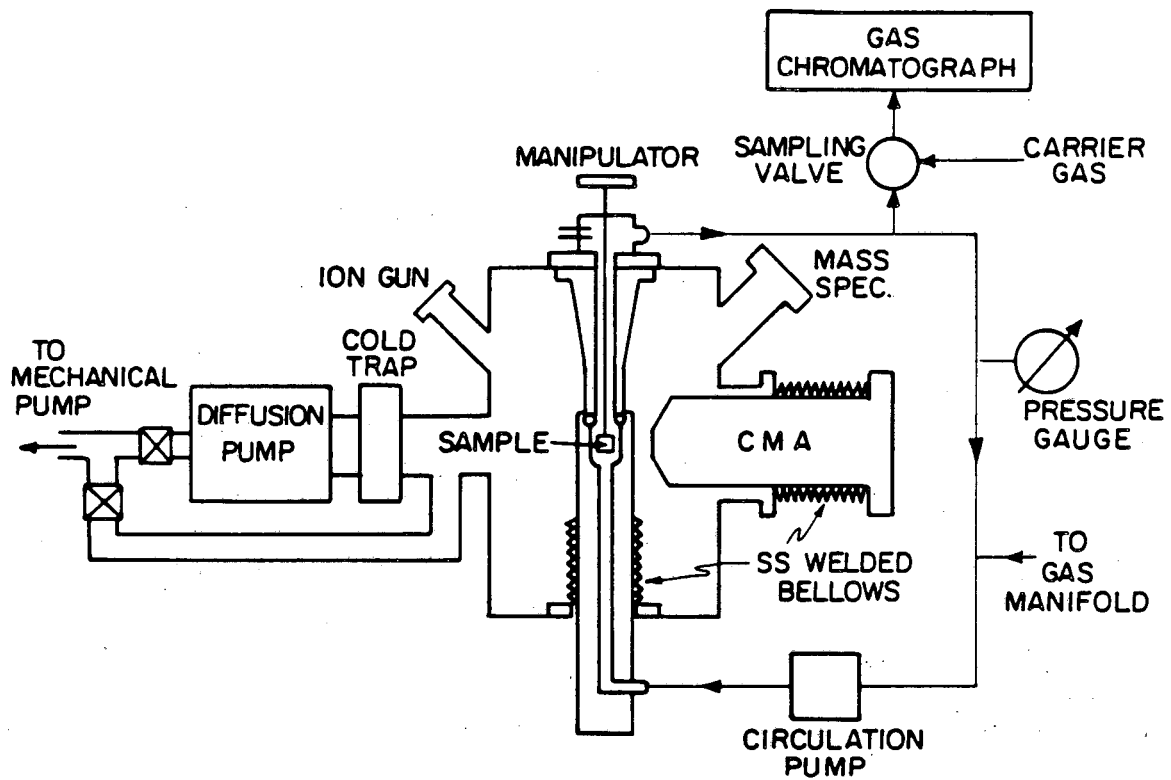 GAS
CHROMATOGRAPH
SAMPLING
VALVE
CARRIER
GAS
MANIPULATOR
ION GUN
MASS
SPEC.
COLD
TRAP
TO
MECHANICAL
PUMP
DIFFUSION
PUMP
SAMPLE
CMA
PRESSURE
GAUGE
SS WELDED
BELLOWS
TO
GAS
MANIFOLD
CIRCULATION
PUMP